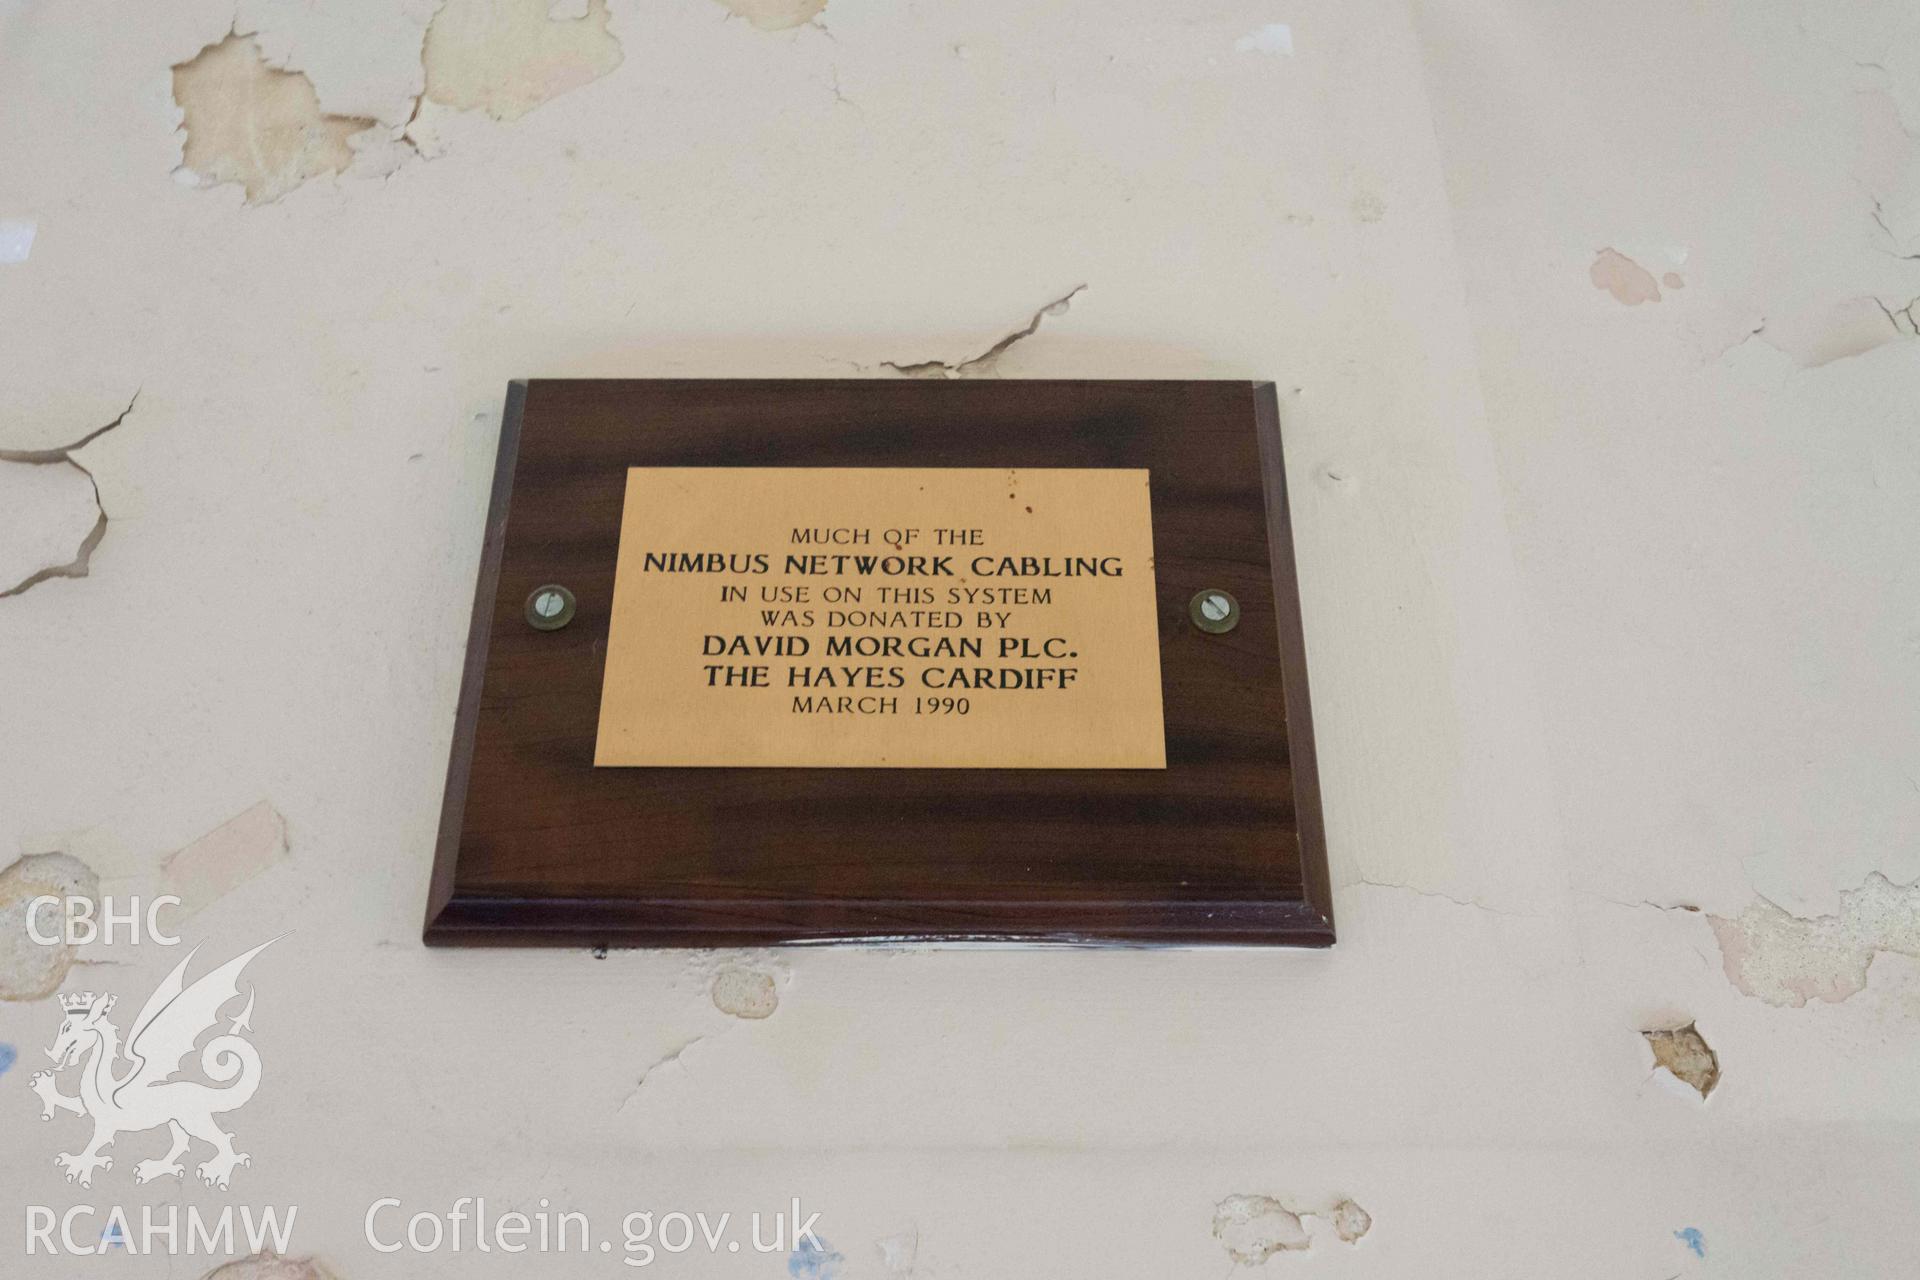 MUCH OF THE
NIMBUS NETWORK CABLING
IN USE ON THIS SYSTEM
WAS DONATED BY
DAVID MORGAN PLC.
THE HAYES CARDIFF
MARCH 1990
CBHC
RCAHMW
Coflein.gov.uk